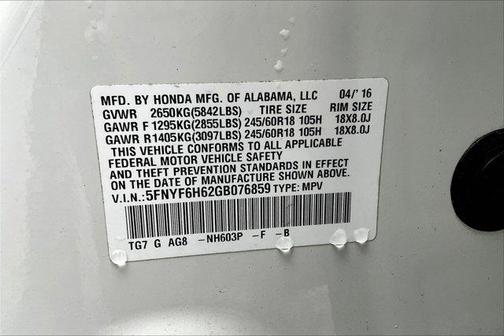 MFD. BY HONDA MFG. OF ALABAMA, LLC 04/'16
GVWR 2650KG(5842LBS) TIRE SIZE RIM SIZE
GAWR F 1295KG(2855LBS) 245/60R18 105H 18X8.0J
GAWR R1405KG(3097LBS) 245/60R18 105H 18X8.0J
THIS VEHICLE CONFORMS TO ALL APPLICABLE
FEDERAL MOTOR VEHICLE SAFETY
AND THEFT PREVENTION STANDARDS IN EFFECT
ON THE DATE OF MANUFACTURE SHOWN ABOVE.
V.I.N.: 5FNYF6H62GB076859 TYPE: MPV
TG7 G AG8 -NH603P -F -B